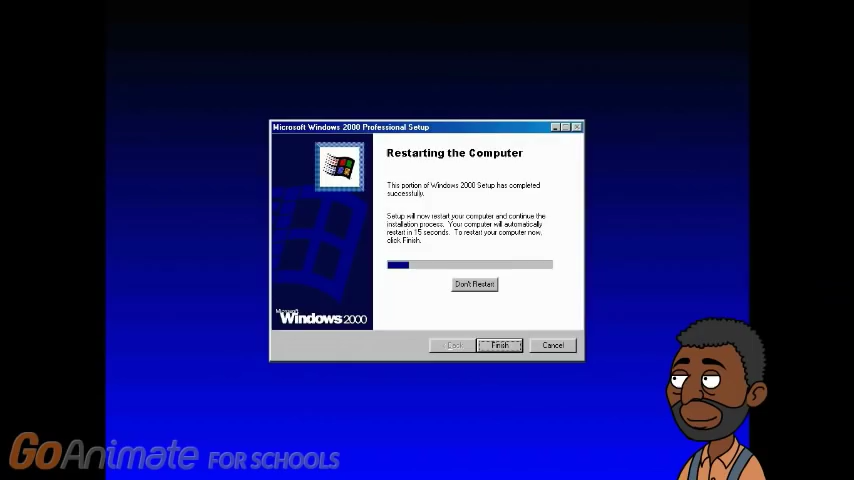 Microsoft Windows 2000 Professional Setup
Restarting the Computer
This portion of Windows 2000 Setup has completed
successfully.
Setup will now restart your computer and continue the
installation process. Your computer will automatically
restart in 15 seconds. To restart your computer now,
click Finish.
Don't Restart
Microsoft
Windows 2000
< Back
Finish
Cancel
GoAnimate FOR SCHOOLS